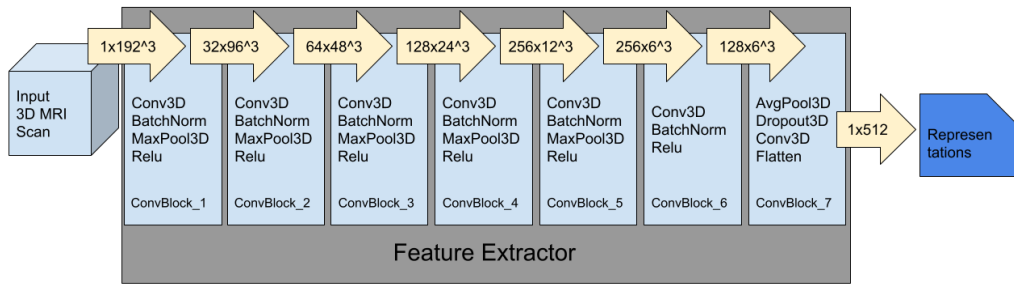 1x192^3
32x96^3
64x48^3
128x24^3
256x12^3
256x6^3
128x6^3
Input
3D MRI
Scan
Conv3D
BatchNorm
MaxPool3D
Relu
ConvBlock_1
Conv3D
BatchNorm
MaxPool3D
Relu
ConvBlock_2
Conv3D
BatchNorm
MaxPool3D
Relu
ConvBlock_3
Conv3D
BatchNorm
MaxPool3D
Relu
ConvBlock_4
Conv3D
BatchNorm
MaxPool3D
Relu
ConvBlock_5
Conv3D
BatchNorm
Relu
ConvBlock_6
AvgPool3D
Dropout3D
Conv3D
Flatten
ConvBlock_7
1x512
Represen
tations
Feature Extractor